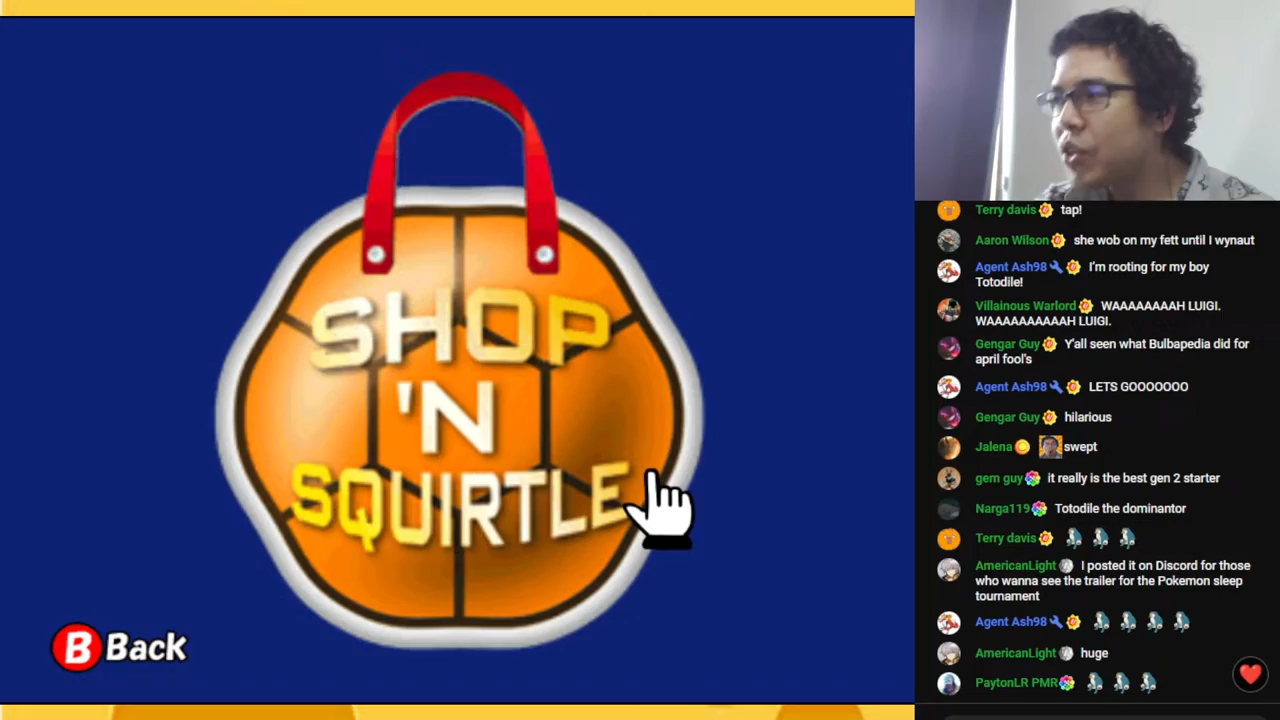 SHOP
'N
SQUIRTLE
B Back
Terry davis tap!
Aaron Wilson she wob on my fett until I wynaut
Agent Ash98 I'm rooting for my boy
Totodile!
Villainous Warlord WAAAAAAAH LUIGI.
WAAAAAAAAAH LUIGI.
Gengar Guy Y'all seen what Bulbapedia did for
april fool's
Agent Ash98 LETS GOOOOOOO
Gengar Guy hilarious
Jalena swept
gem guy it really is the best gen 2 starter
Narga119 Totodile the dominantor
Terry davis
AmericanLight I posted it on Discord for those
who wanna see the trailer for the Pokemon sleep
tournament
Agent Ash98
AmericanLight huge
PaytonLR PMR